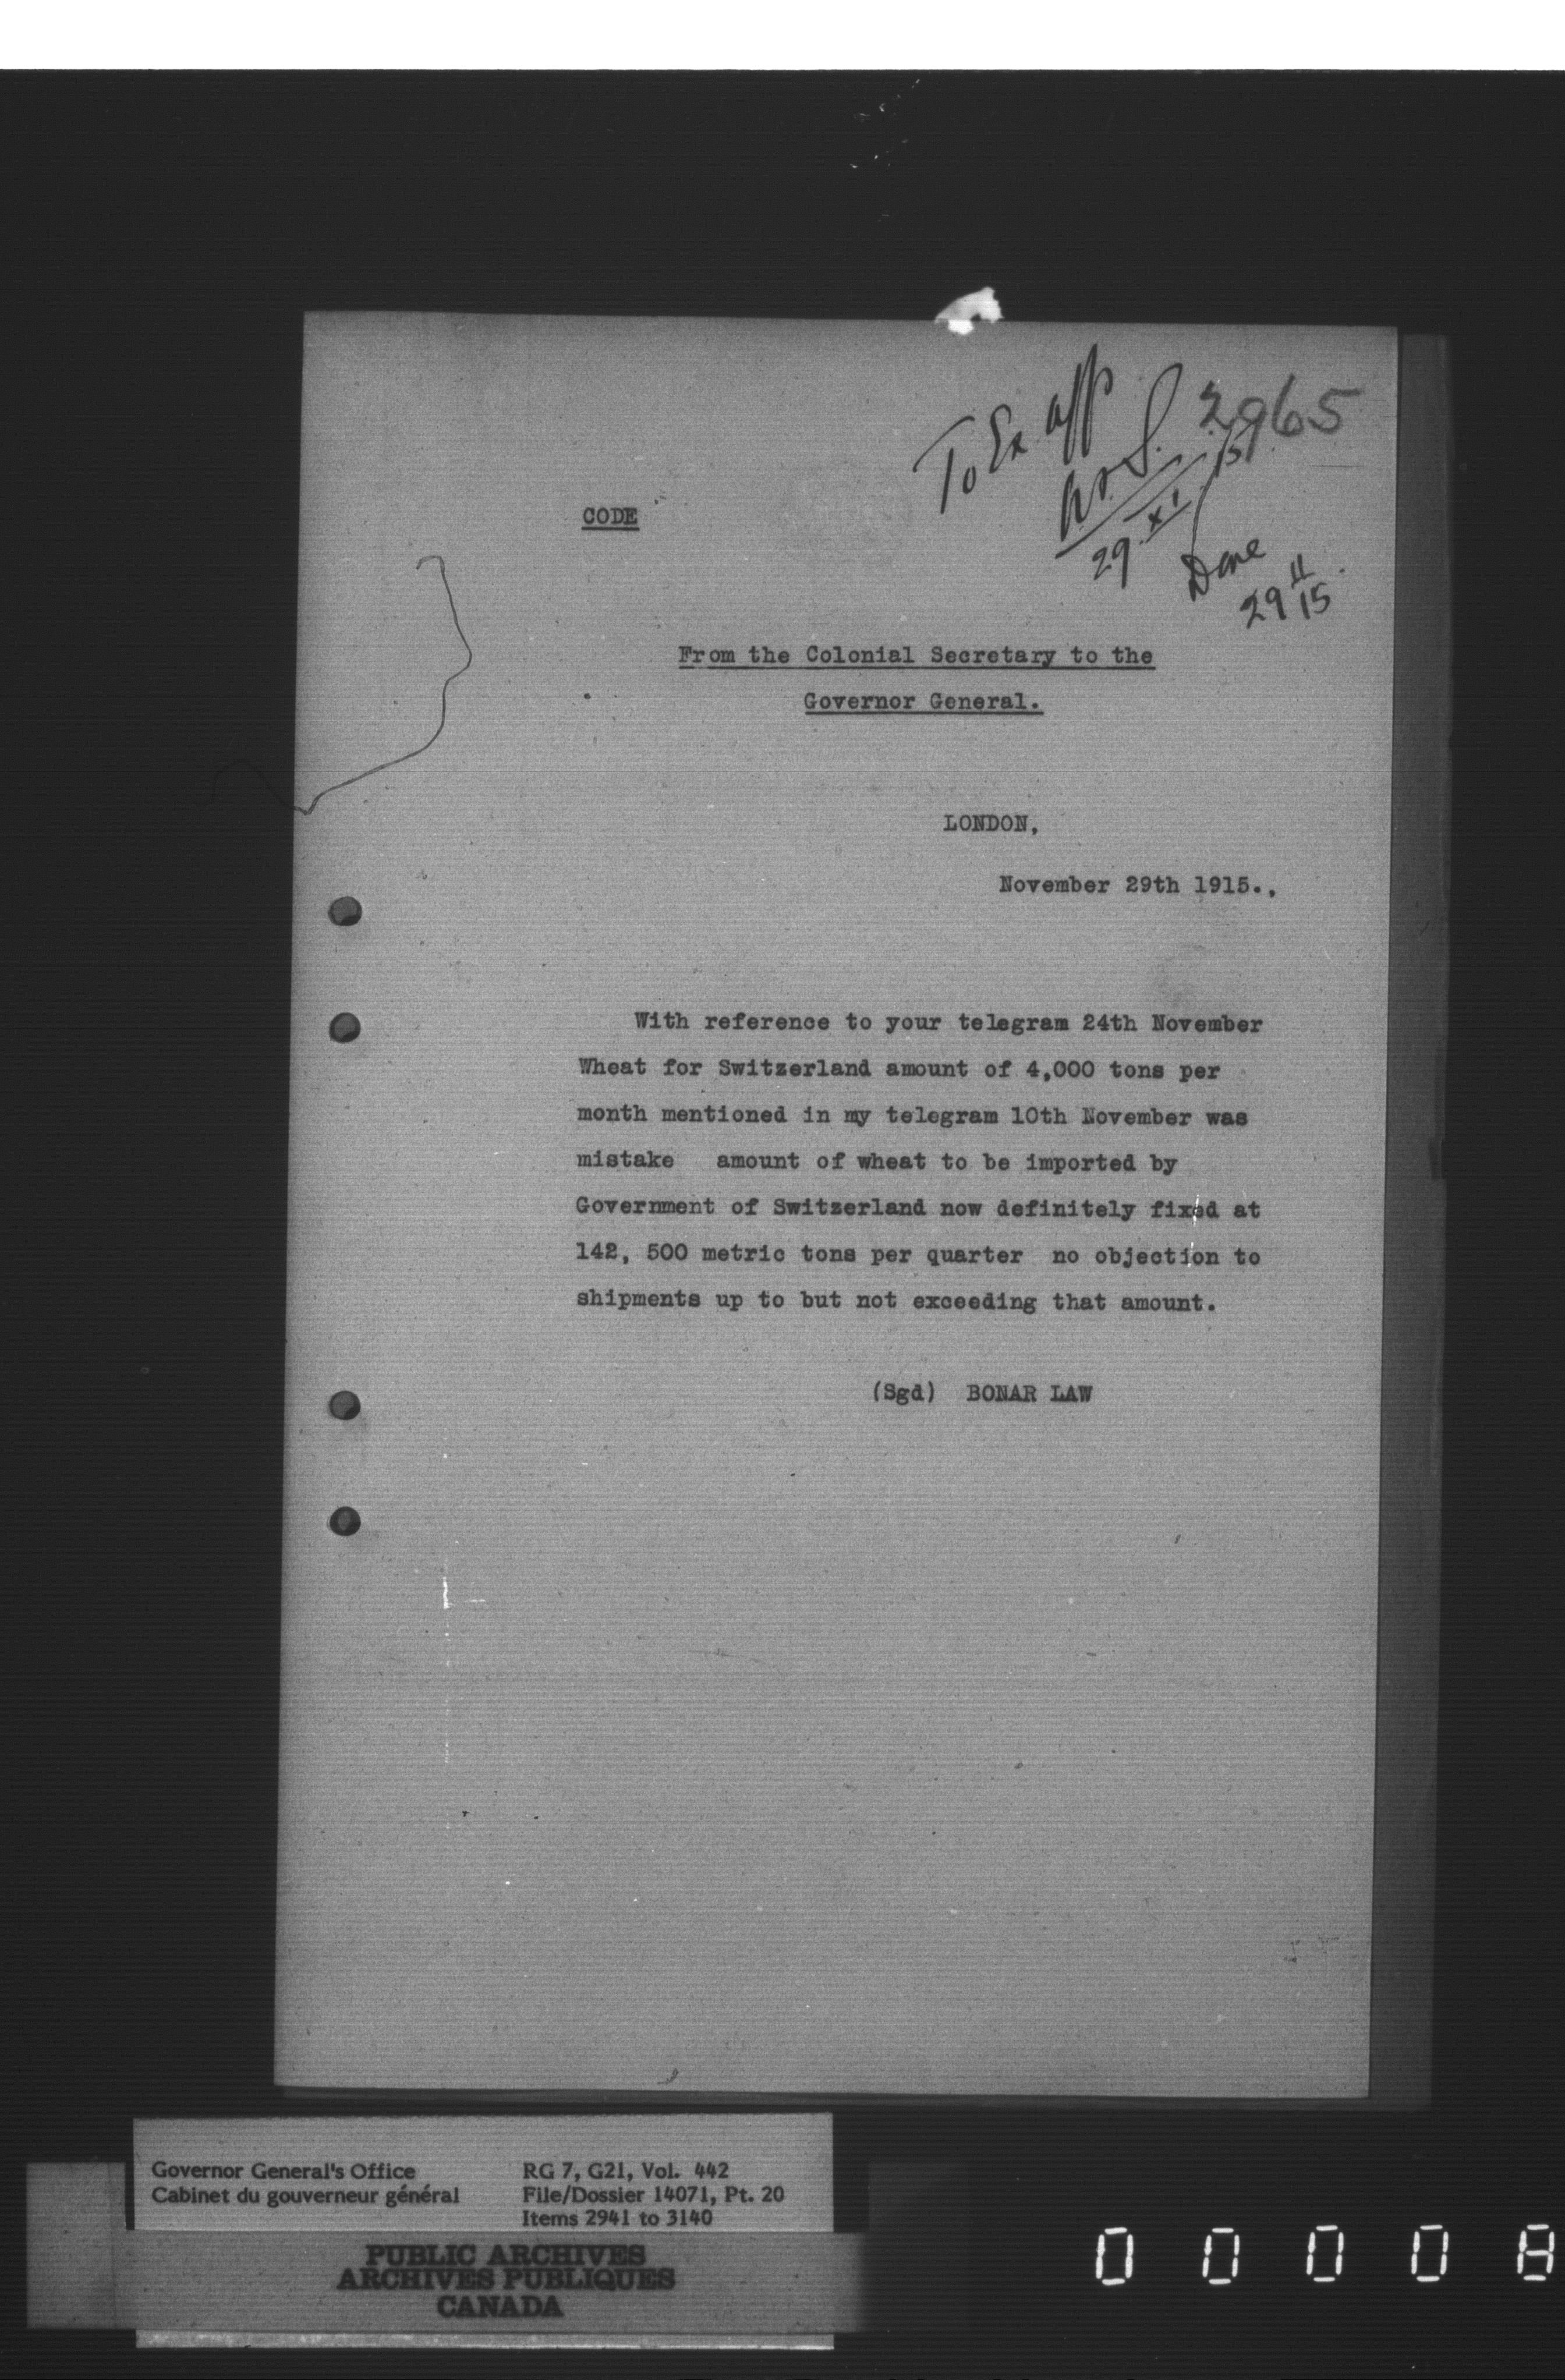 To Ex aff
2965
29 XI 15
Done
29 11 15
CODE
From the Colonial Secretary to the
Governor General.
LONDON,
November 29th 1915.,
With reference to your telegram 24th November
Wheat for Switzerland amount of 4,000 tons per
month mentioned in my telegram 10th November was
mistake amount of wheat to be imported by
Government of Switzerland now definitely fixed at
142, 500 metric tons per quarter no objection to
shipments up to but not exceeding that amount.
(Sgd) BONAR LAW
Governor General's Office
Cabinet du gouverneur général
RG 7, G21, Vol. 442
File/Dossier 14071, Pt. 20
Items 2941 to 3140
PUBLIC ARCHIVES
ARCHIVES PUBLIQUES
CANADA
00008